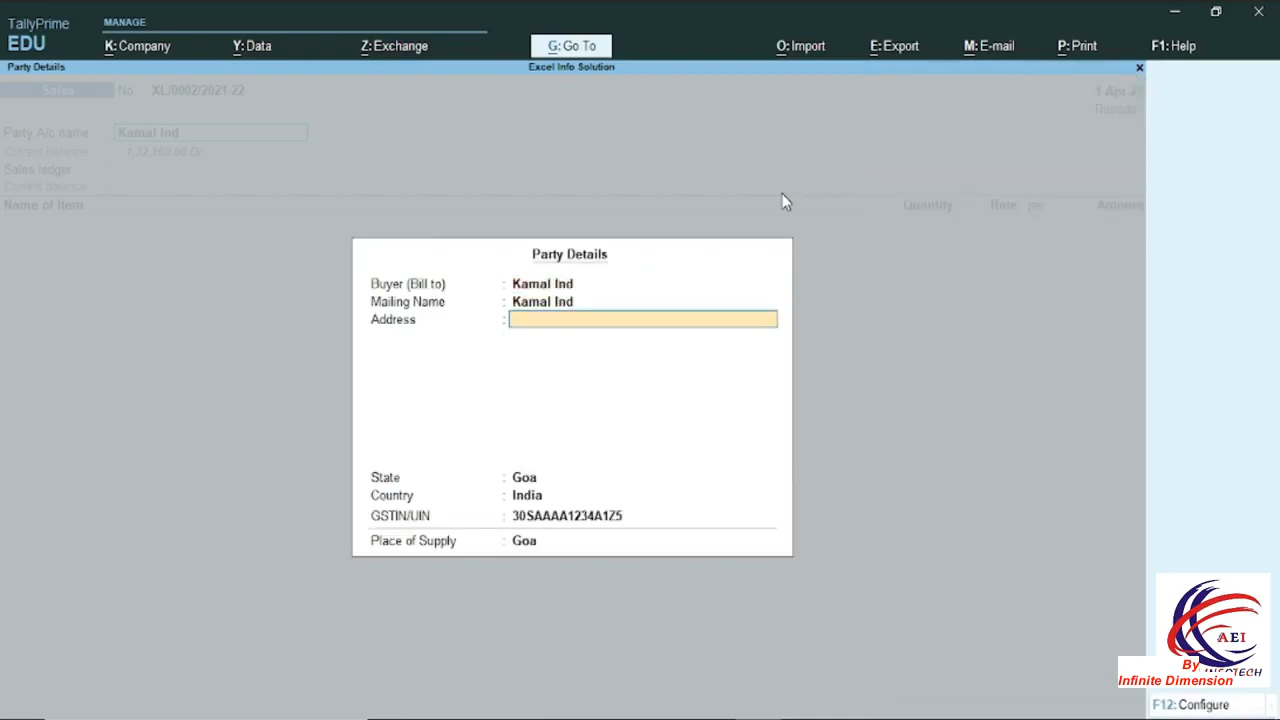 TallyPrime
MANAGE
EDU
K: Company
Y: Data
Z: Exchange
G: Go To
O: Import
E: Export
M: E-mail
P: Print
F1: Help
Party Details
Excel Info Solution
Sales No. XL/0002/2021-22
1 Apr-21
Thursda
Party A/c name
Kamal Ind
Current balance
1,32,160.00 Dr
Sales ledger
Current balance
Name of Item
Quantity
Rate per
Amount
Party Details
Buyer (Bill to) : Kamal Ind
Mailing Name : Kamal Ind
Address :
State : Goa
Country : India
GSTIN/UIN : 30SAAAA1234A1Z5
Place of Supply : Goa
AEI
INFOTECH
By
Infinite Dimension
F12: Configure